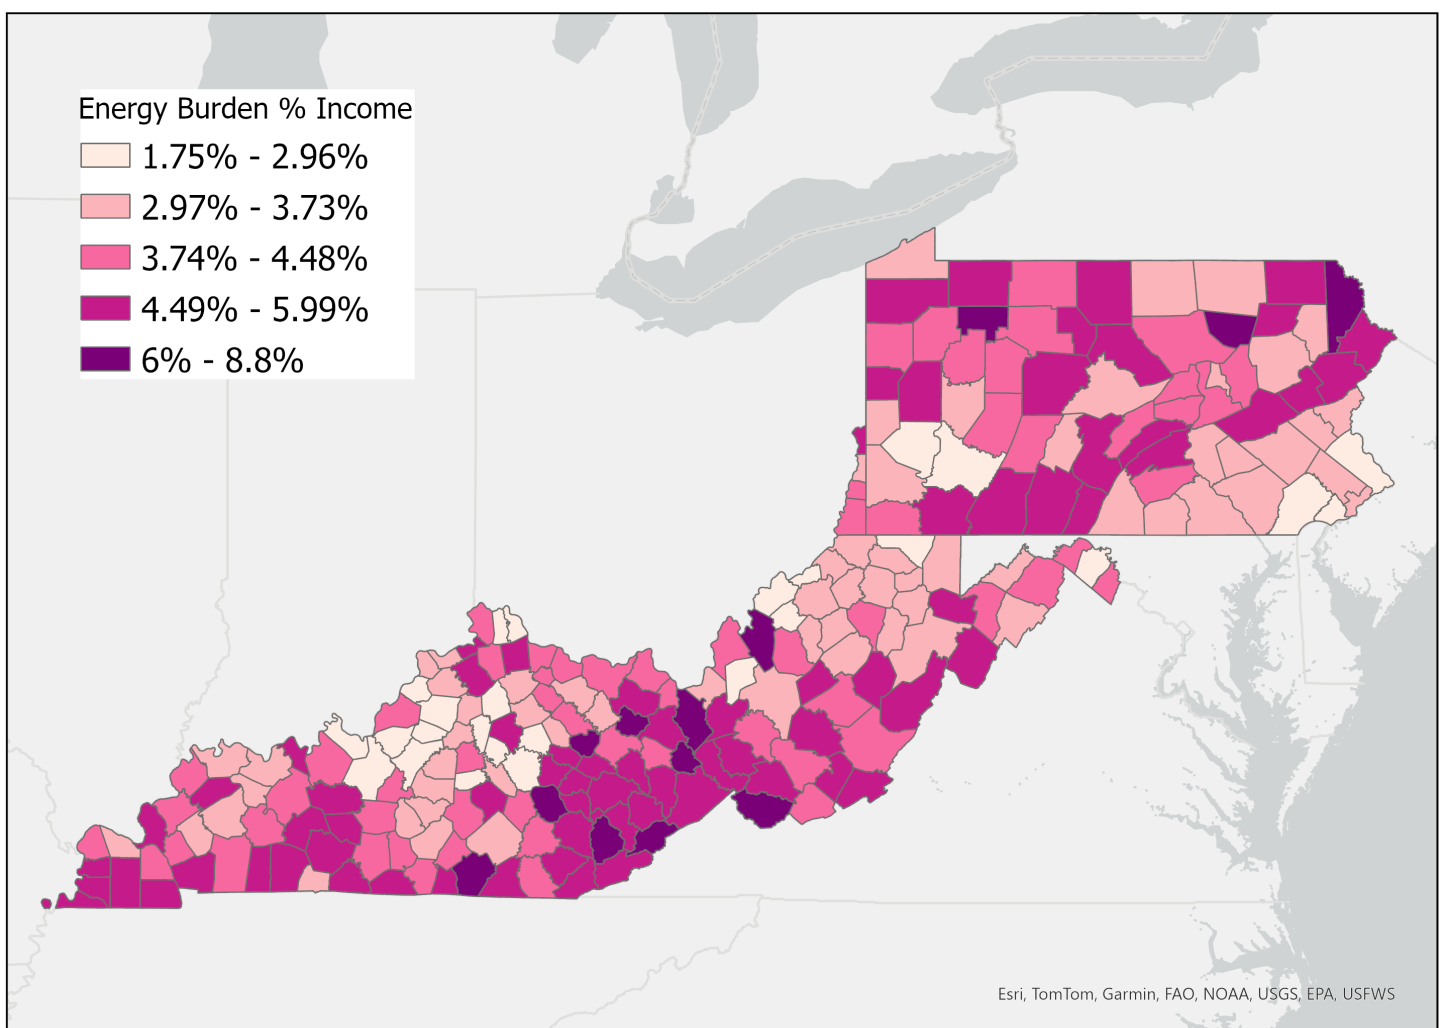 Energy Burden % Income
1.75% - 2.96%
2.97% - 3.73%
3.74% - 4.48%
4.49% - 5.99%
6% - 8.8%
Esri, TomTom, Garmin, FAO, NOAA, USGS, EPA, USFWS